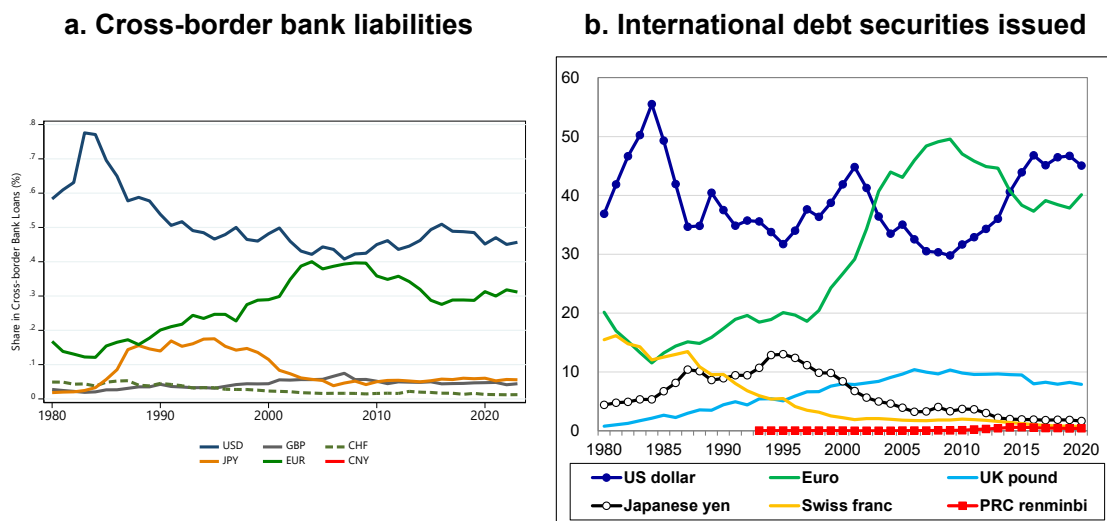 a. Cross-border bank liabilities
b. International debt securities issued
Share in Cross-border Bank Loans (%)
.8
.7
.6
.5
.4
.3
.2
.1
0
1980 1990 2000 2010 2020
USD GBP CHF
JPY EUR CNY
60
50
40
30
20
10
0
1980 1985 1990 1995 2000 2005 2010 2015 2020
US dollar Euro UK pound
Japanese yen Swiss franc PRC renminbi